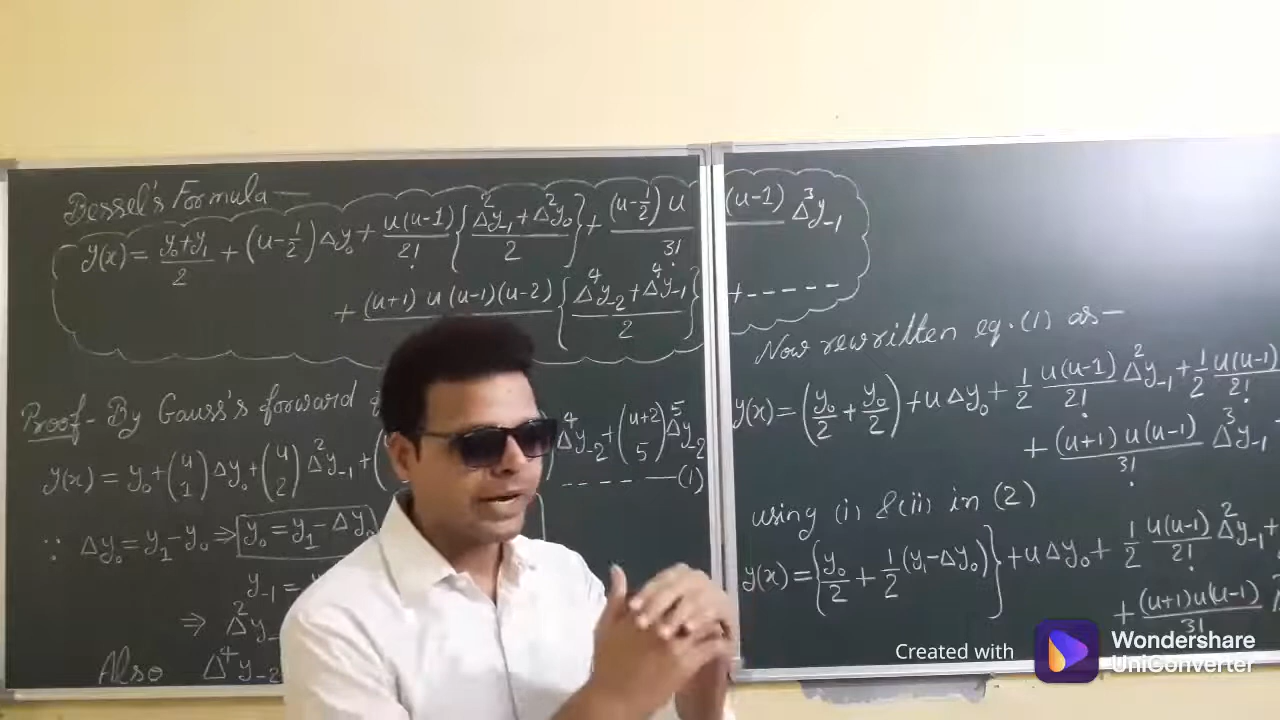 Bessel's Formula —
y(x) = (y₀+y₁)/2 + (u-1/2) Δy₀ + u(u-1)/2! {(Δ²y₋₁ + Δ²y₀)/2} + (u-1/2) u (u-1)/3! Δ³y₋₁
+ (u+1) u (u-1)(u-2) {(Δ⁴y₋₂ + Δ⁴y₋₁)/2} + - - - - -
Proof - By Gauss's forward
y(x) = y₀ + (u 1) Δy₀ + (u 2) Δ²y₋₁ + ( Δ⁴y₋₂ + (u+2 5) Δ⁵y₋₂
- - - - — (1)
∵ Δy₀ = y₁ - y₀ ⇒ y₀ = y₁ - Δy₀
y₋₁ =
⇒ Δ²y₋
Also Δ⁴y₋₂
Now rewritten eq. (1) as —
y(x) = (y₀/2 + y₀/2) + u Δy₀ + 1/2 u(u-1)/2! Δ²y₋₁ + 1/2 u(u-1)/2!
+ (u+1) u(u-1)/3! Δ³y₋₁
using (i) & (ii) in (2)
y(x) = {y₀/2 + 1/2 (y₁ - Δy₀)} + u Δy₀ + 1/2 u(u-1)/2! Δ²y₋₁ +
+ (u+1)u(u-1)/3!
Created with Wondershare UniConverter